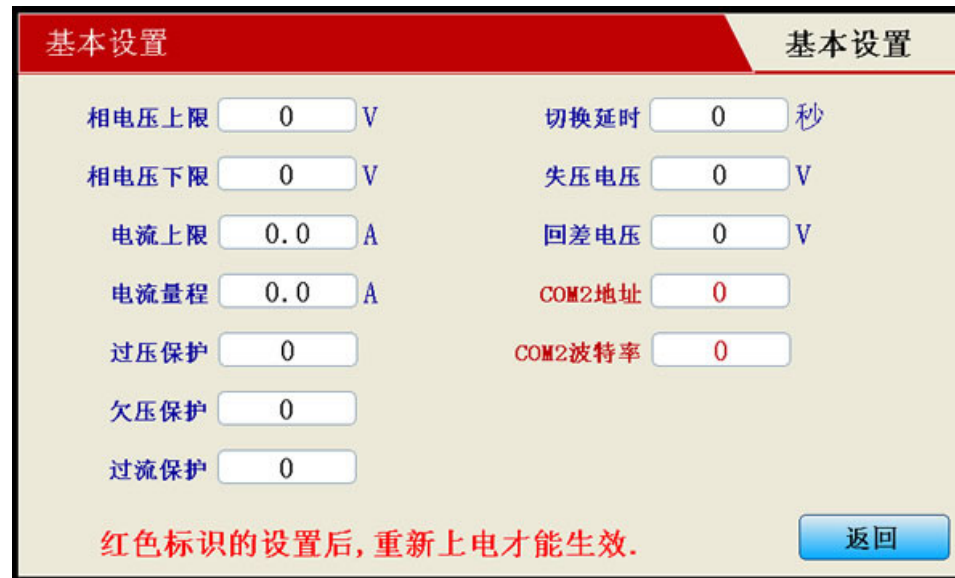 基本设置 基本设置
相电压上限 0 V 切换延时 0 秒
相电压下限 0 V 失压电压 0 V
电流上限 0.0 A 回差电压 0 V
电流量程 0.0 A COM2地址 0
过压保护 0 COM2波特率 0
欠压保护 0
过流保护 0
红色标识的设置后,重新上电才能生效.
返回